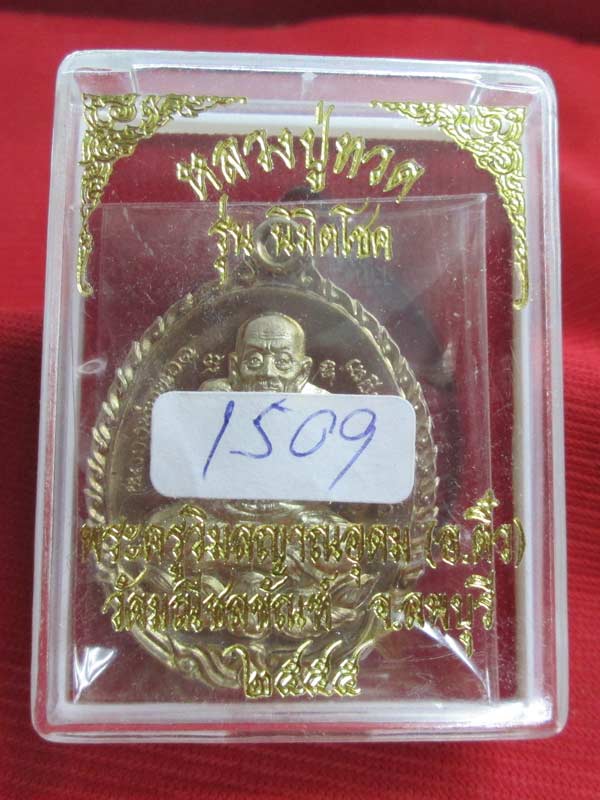 หลวงปู่ทวด
รุ่น นิมิตโชค
1509
พระครูวิมลญาณอุดม (อ.ติ๋ว)
วัดมณีชลขัณฑ์ จ.ลพบุรี
๒๕๕๕